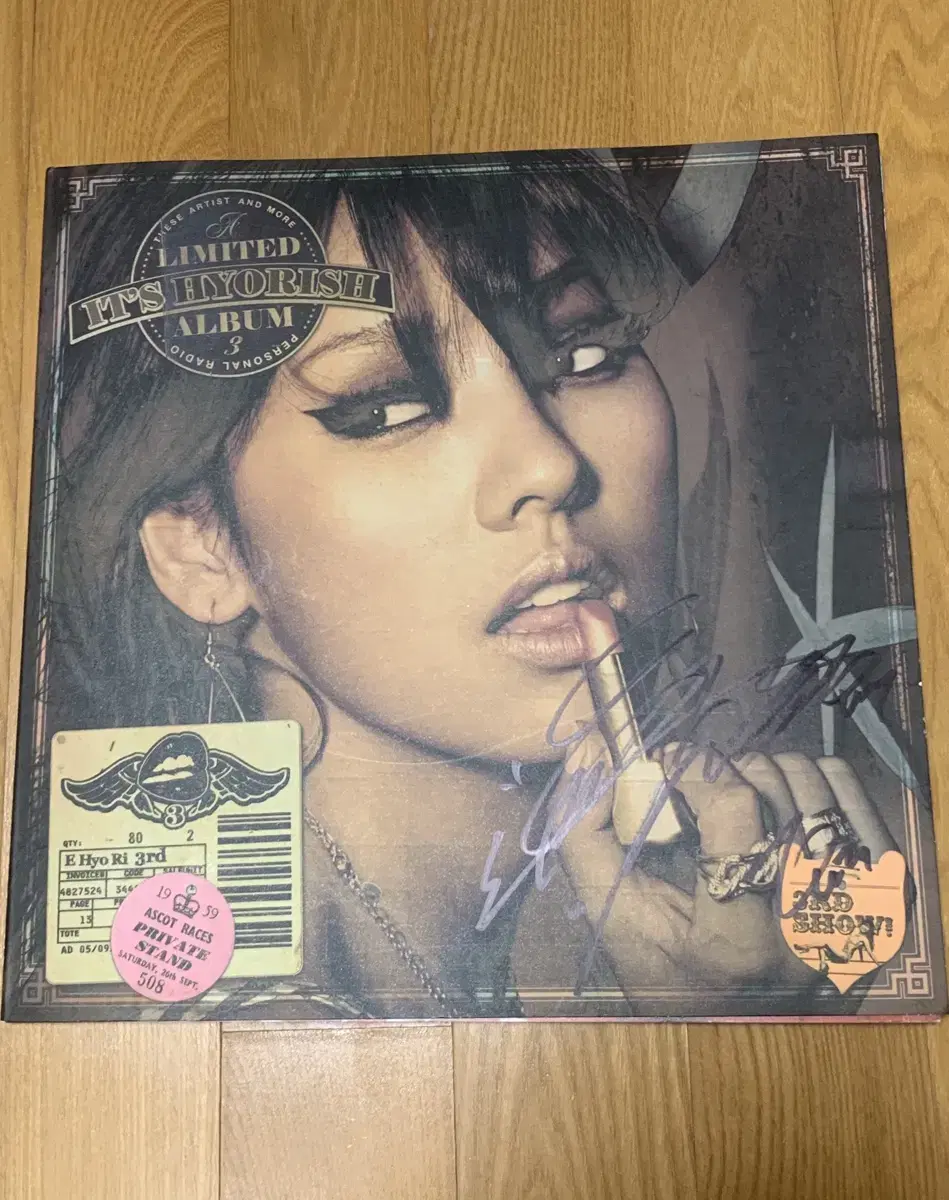 THESE ARTIST AND MORE
A
LIMITED
IT'S HYORISH
ALBUM
3
PERSONAL RADIO
3
QTY: 80 2
E Hyo Ri 3rd
INVOICE# CODE
4827524
PAGE
13
TOTE
AD 05/09
19 59
ASCOT RACES
PRIVATE
STAND
SATURDAY, 26th SEPT.
508
3RD
SHOW!